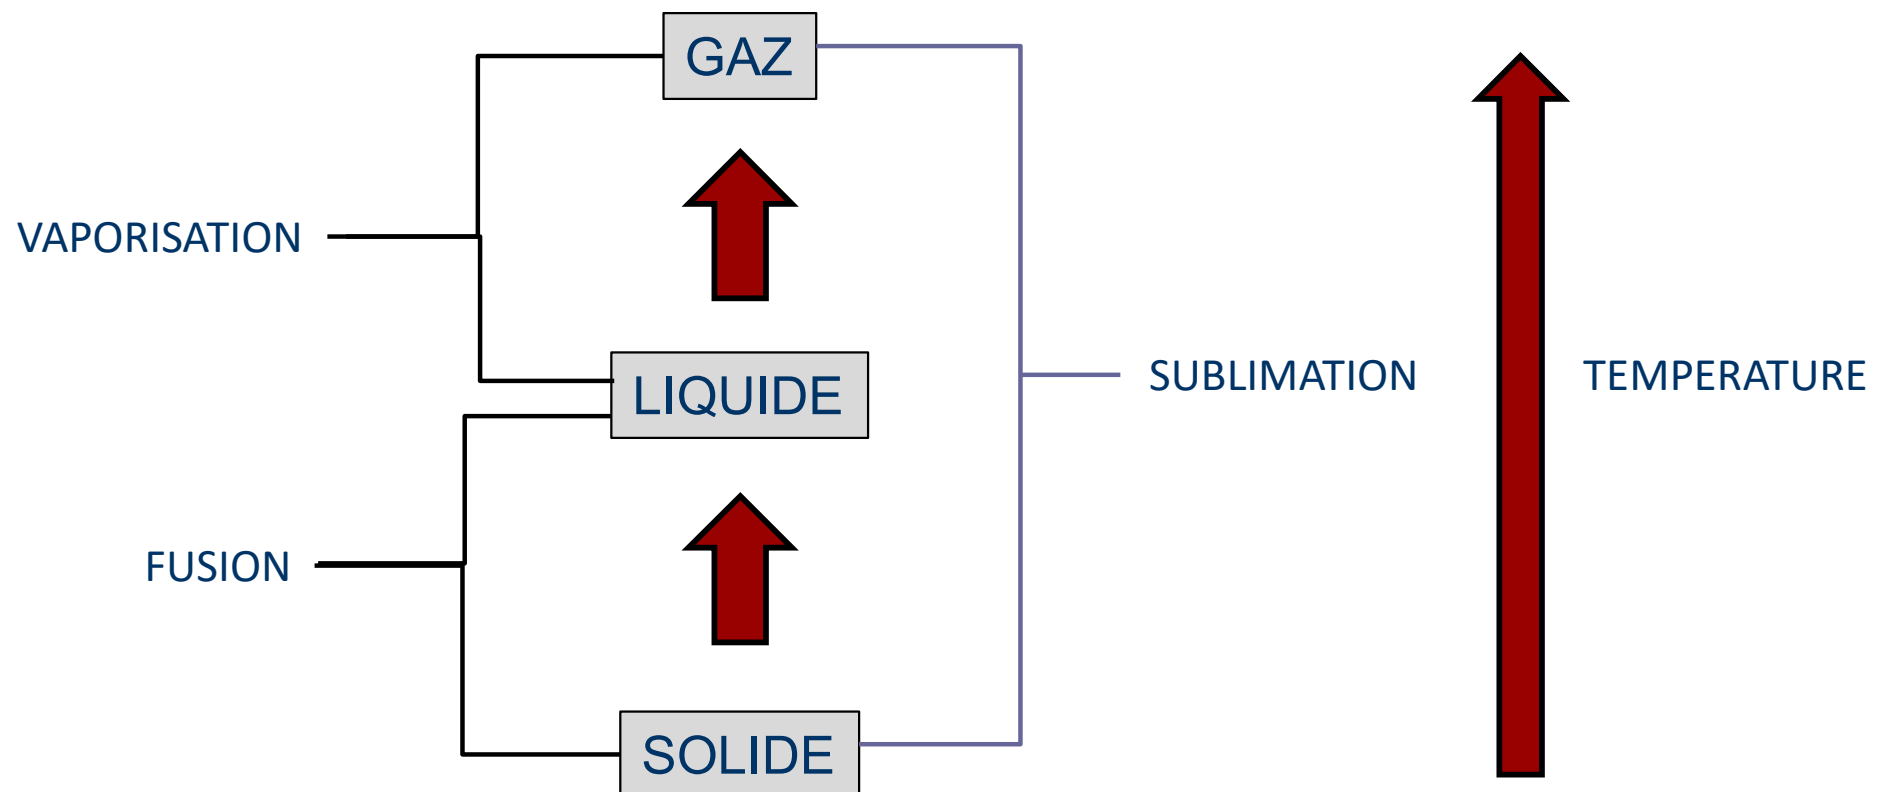 GAZ
VAPORISATION
LIQUIDE
SUBLIMATION
TEMPERATURE
FUSION
SOLIDE